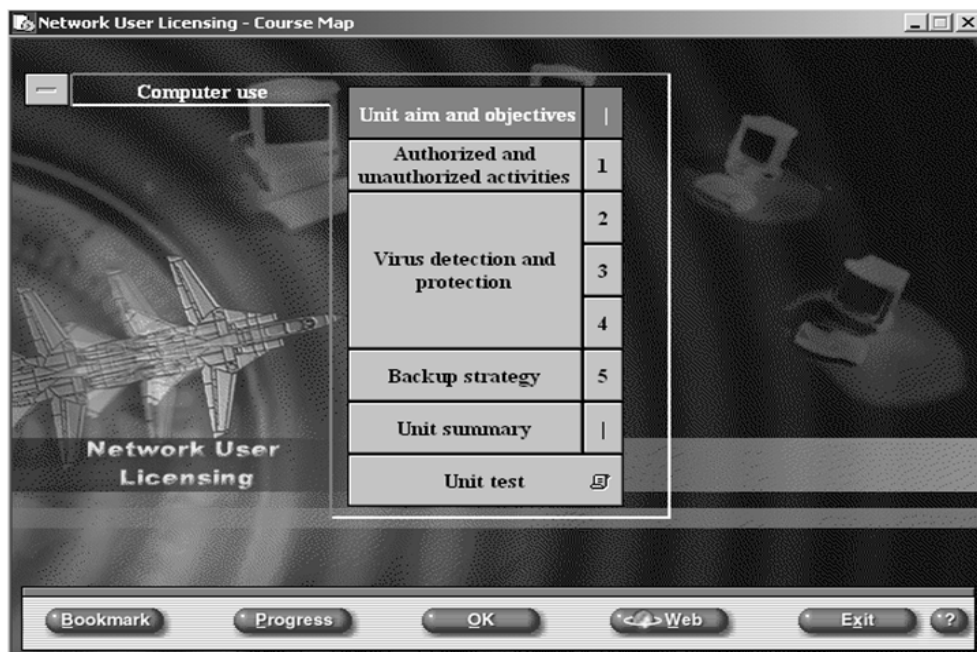 Network User Licensing - Course Map
Computer use
Unit aim and objectives |
Authorized and
unauthorized activities
1
2
Virus detection and
protection
3
4
Backup strategy 5
Unit summary |
Unit test
Network User
Licensing
Bookmark Progress OK Web Exit ?